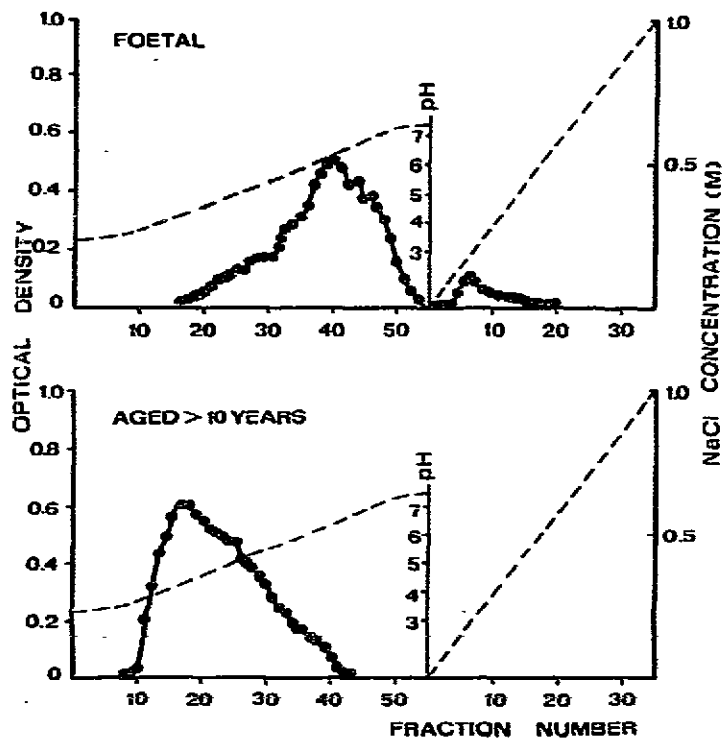 FOETAL
1.0
0.8
0.6
0.4
0.2
0
10 20 30 40 50
pH
7
6
5
4
3
10 20 30
1.0
0.5
AGED > 10 YEARS
1.0
0.8
0.6
0.4
0.2
0
10 20 30 40 50
pH
7
6
5
4
3
10 20 30
1.0
0.5
OPTICAL DENSITY
NaCl CONCENTRATION (M)
FRACTION NUMBER